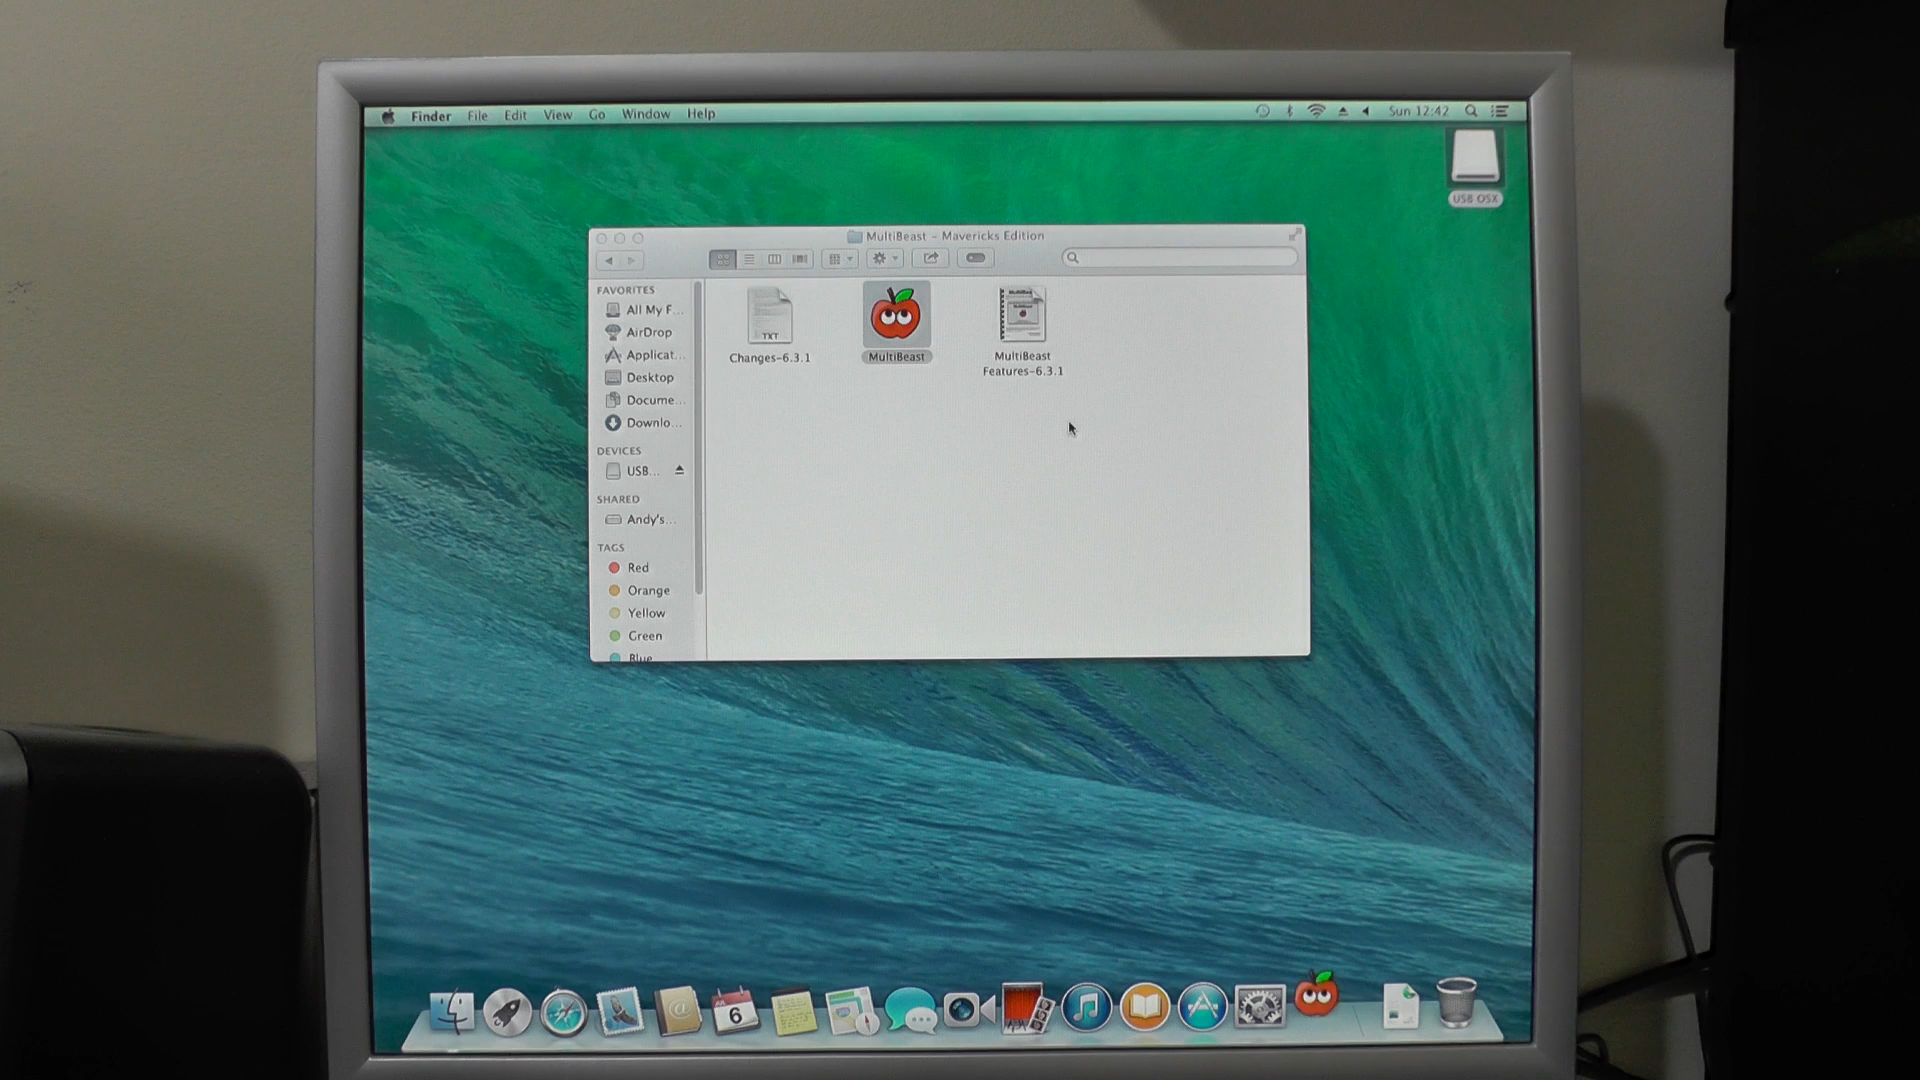 Finder File Edit View Go Window Help Sun 12:42
USB OSX
MultiBeast – Mavericks Edition
FAVORITES
All My F...
AirDrop
Applicat...
Desktop
Docume...
Downlo...
DEVICES
USB...
SHARED
Andy's...
TAGS
Red
Orange
Yellow
Green
Blue
TXT
Changes-6.3.1
MultiBeast
MultiBeast
Features-6.3.1
6